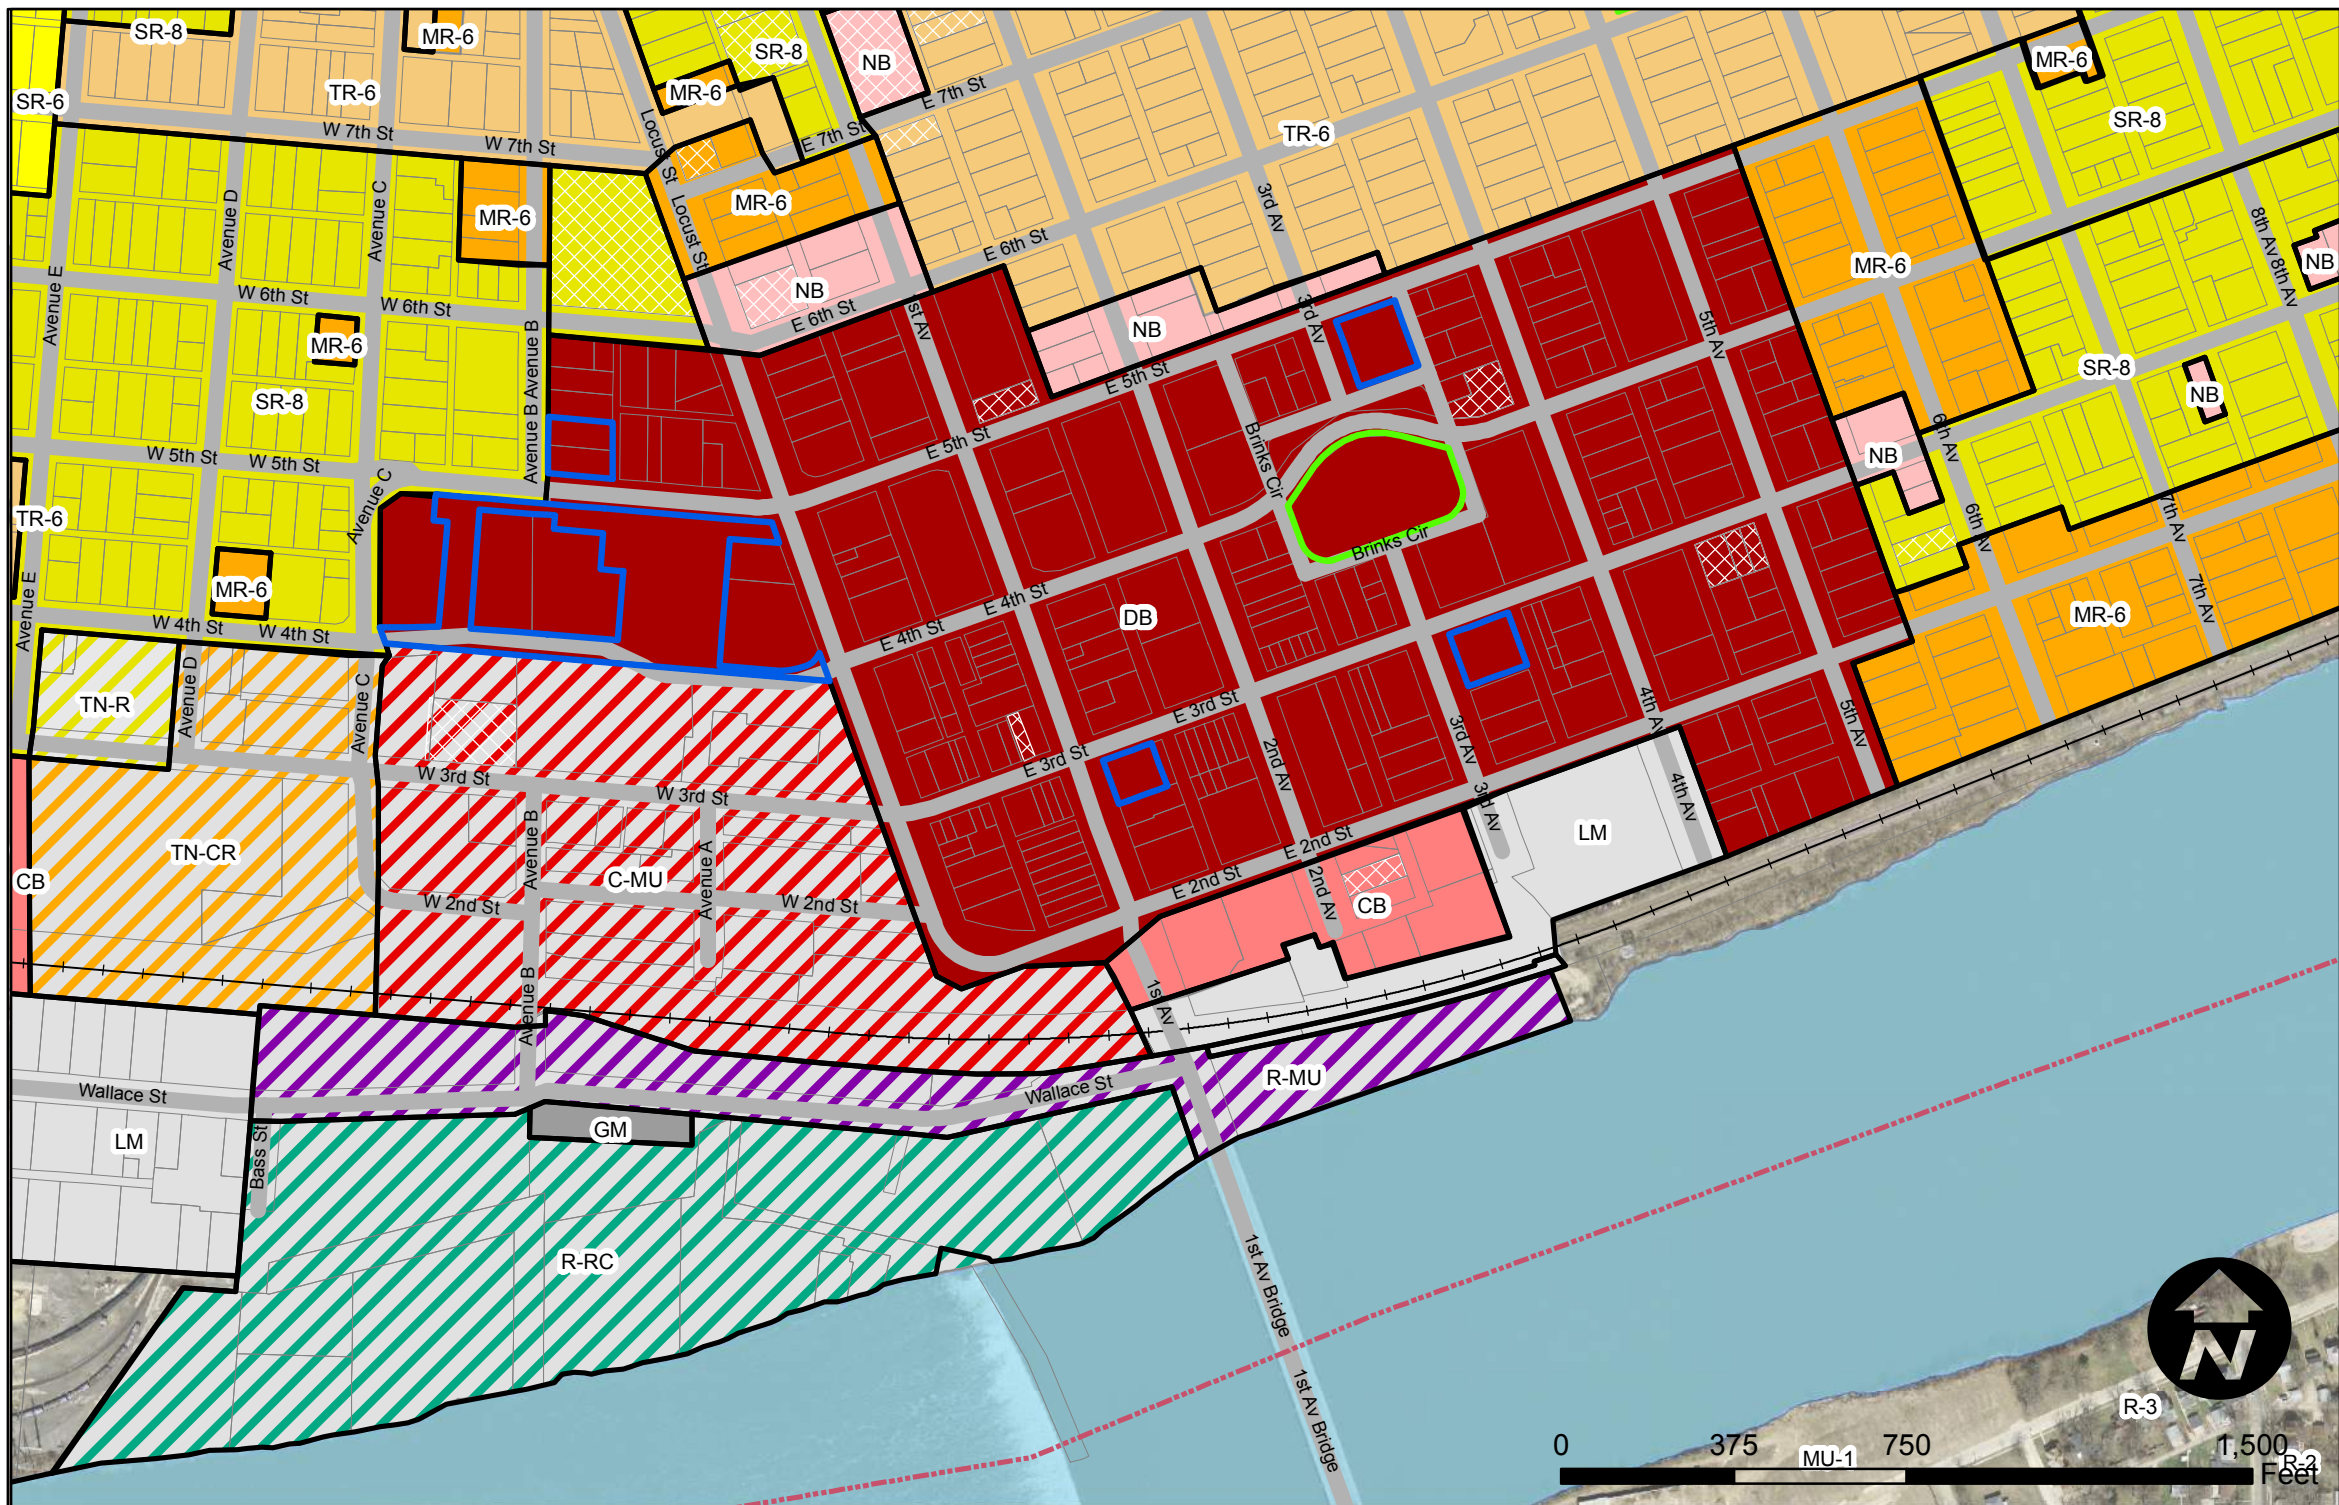 SR-8
MR-6
SR-8
NB
MR-6
SR-6
TR-6
MR-6
E 7th St
SR-8
W 7th St
W 7th St
Locust St
E 7th St
TR-6
MR-6
MR-6
Avenue D
Avenue C
Locust St
3rd Av
8th Av
8th Av
NB
E 6th St
MR-6
Avenue E
W 6th St
W 6th St
NB
E 6th St
1st Av
3rd Av
NB
5th Av
MR-6
Avenue B
Avenue B
SR-8
E 5th St
SR-8
NB
W 5th St
W 5th St
E 5th St
Brinks Cir
NB
6th Av
TR-6
Avenue C
Brinks Cir
6th Av
7th Av
MR-6
Avenue E
E 4th St
E 4th St
DB
7th Av
MR-6
W 4th St
W 4th St
TN-R
Avenue D
Avenue C
E 3rd St
E 3rd St
2nd Av
3rd Av
4th Av
5th Av
W 3rd St
W 3rd St
3rd Av
4th Av
LM
TN-CR
Avenue B
Avenue A
C-MU
E 2nd St
E 2nd St
2nd Av
CB
CB
W 2nd St
W 2nd St
Avenue B
1st Av
Wallace St
Wallace St
R-MU
GM
LM
Bass St
R-RC
1st Av Bridge
1st Av Bridge
N
R-3
0 375 750 1,500
MU-1
R-2
Feet